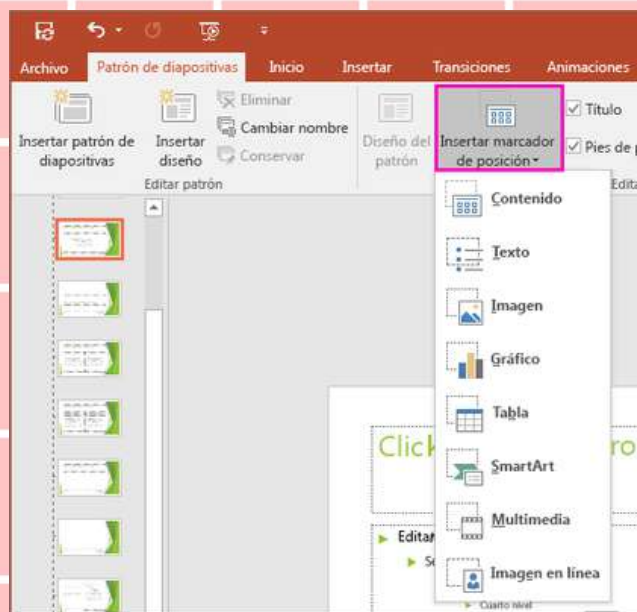 Archivo Patrón de diapositivas Inicio Insertar Transiciones Animaciones
Insertar patrón de diapositivas
Insertar diseño
Eliminar
Cambiar nombre
Conservar
Editar patrón
Diseño del patrón
Insertar marcador de posición
Título
Pies de
Contenido
Texto
Imagen
Gráfico
Tabla
SmartArt
Multimedia
Imagen en línea
Cuarto nivel